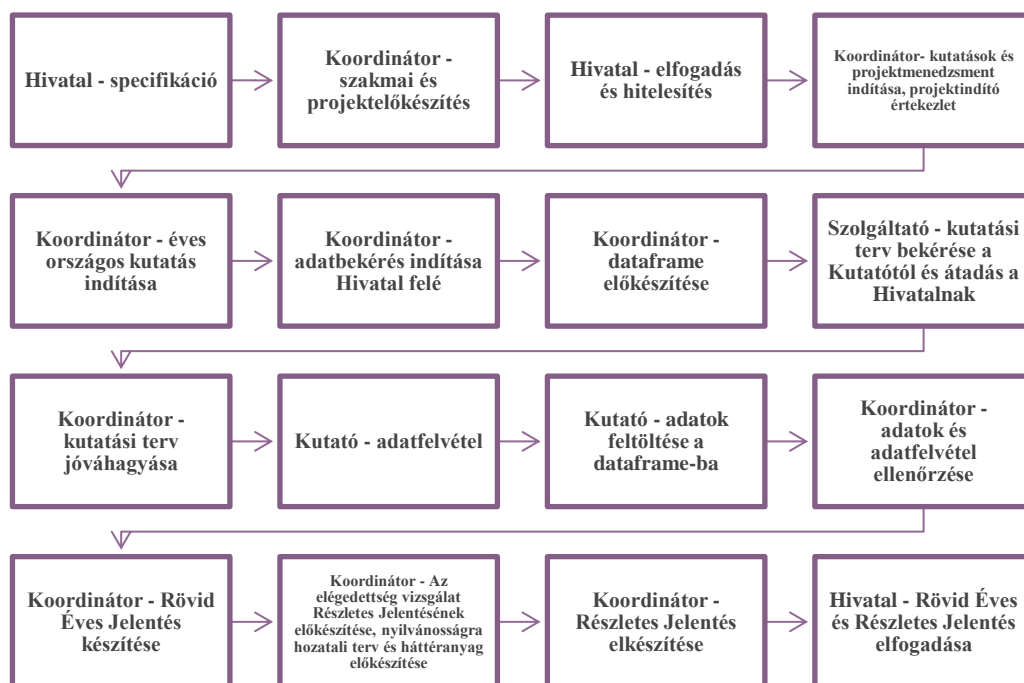 Hivatal - specifikáció
Koordinátor -
szakmai és
projektelőkészítés
Hivatal - elfogadás
és hitelesítés
Koordinátor- kutatások és
projektmenedzsment
indítása, projektindító
értekezlet
Koordinátor - éves
országos kutatás
indítása
Koordinátor -
adatbekérés indítása
Hivatal felé
Koordinátor -
dataframe
előkészítése
Szolgáltató - kutatási
terv bekérése a
Kutatótól és átadás a
Hivatalnak
Koordinátor -
kutatási terv
jóváhagyása
Kutató - adatfelvétel
Kutató - adatok
feltöltése a
dataframe-ba
Koordinátor -
adatok és
adatfelvétel
ellenőrzése
Koordinátor - Rövid
Éves Jelentés
készítése
Koordinátor - Az
elégedettség vizsgálat
Részletes Jelentésének
előkészítése, nyilvánosságra
hozatali terv és háttéranyag
előkészítése
Koordinátor -
Részletes Jelentés
elkészítése
Hivatal - Rövid Éves
és Részletes Jelentés
elfogadása